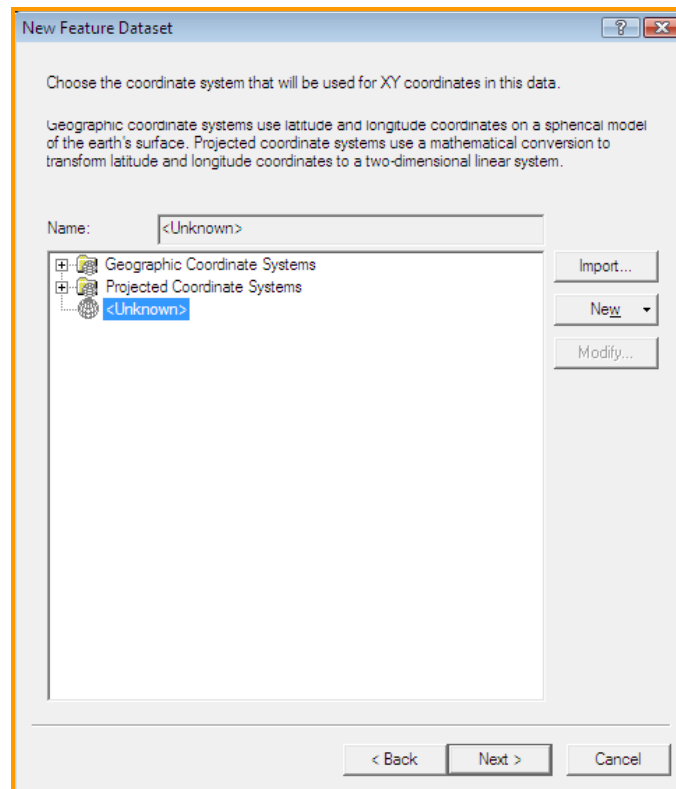 New Feature Dataset
Choose the coordinate system that will be used for XY coordinates in this data.
Geographic coordinate systems use latitude and longitude coordinates on a spherical model
of the earth's surface. Projected coordinate systems use a mathematical conversion to
transform latitude and longitude coordinates to a two-dimensional linear system.
Name: <Unknown>
Geographic Coordinate Systems
Import...
Projected Coordinate Systems
<Unknown>
New
Modify...
< Back Next > Cancel